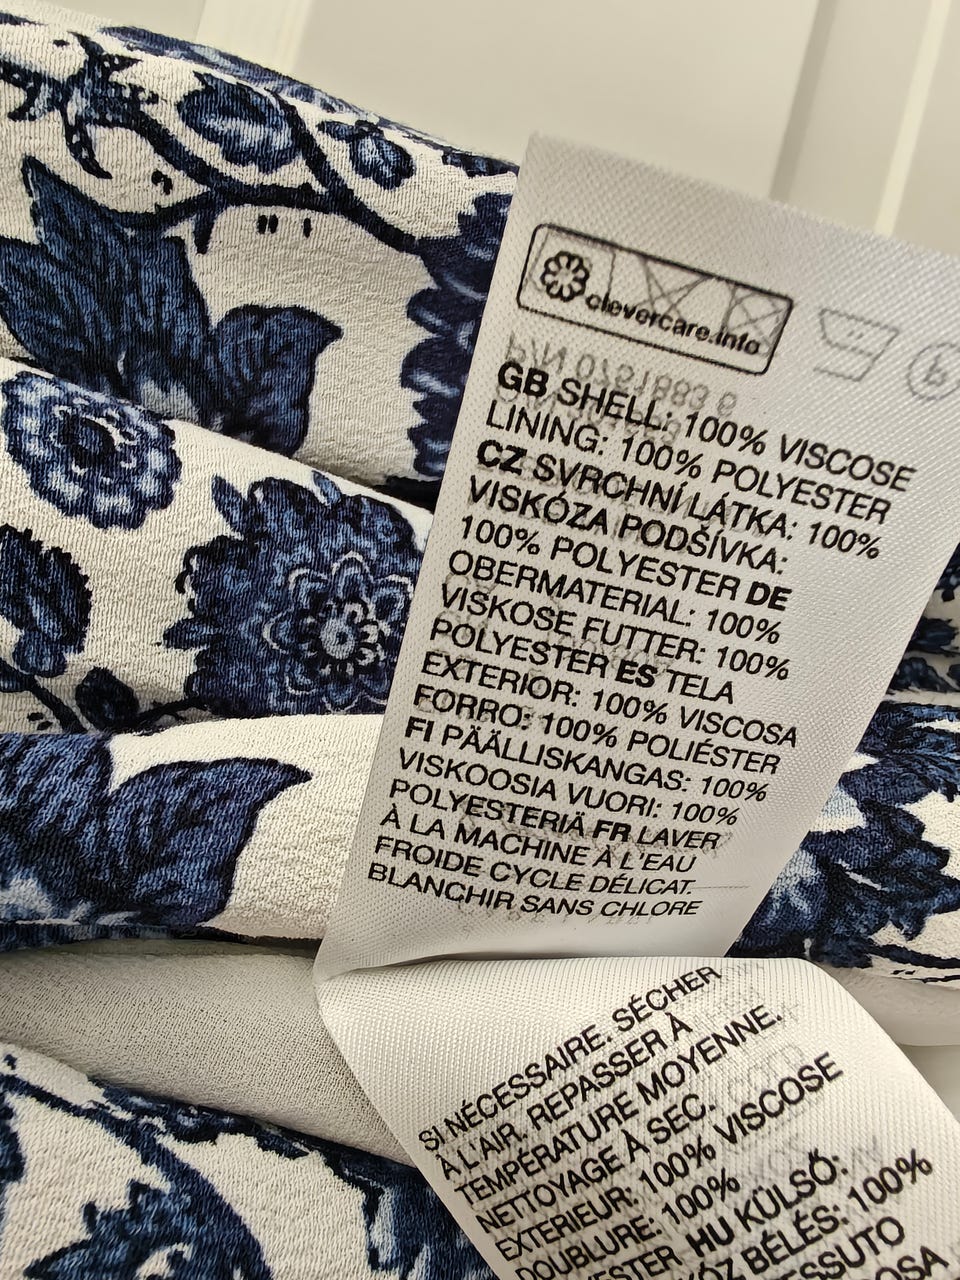 clevercare.info
GB SHELL: 100% VISCOSE
LINING: 100% POLYESTER
CZ SVRCHNÍ LÁTKA: 100%
VISKÓZA PODŠÍVKA:
100% POLYESTER DE
OBERMATERIAL: 100%
VISKOSE FUTTER: 100%
POLYESTER ES TELA
EXTERIOR: 100% VISCOSA
FORRO: 100% POLIÉSTER
FI PÄÄLLISKANGAS: 100%
VISKOOSIA VUORI: 100%
POLYESTERIÄ FR LAVER
À LA MACHINE À L'EAU
FROIDE CYCLE DÉLICAT.
BLANCHIR SANS CHLORE
SI NÉCESSAIRE. SÉCHER
À L'AIR. REPASSER À
TEMPÉRATURE MOYENNE.
NETTOYAGE À SEC.
EXTERIEUR: 100% VISCOSE
DOUBLURE: 100%
HU KÜLSŐ:
BÉLÉS: 100%